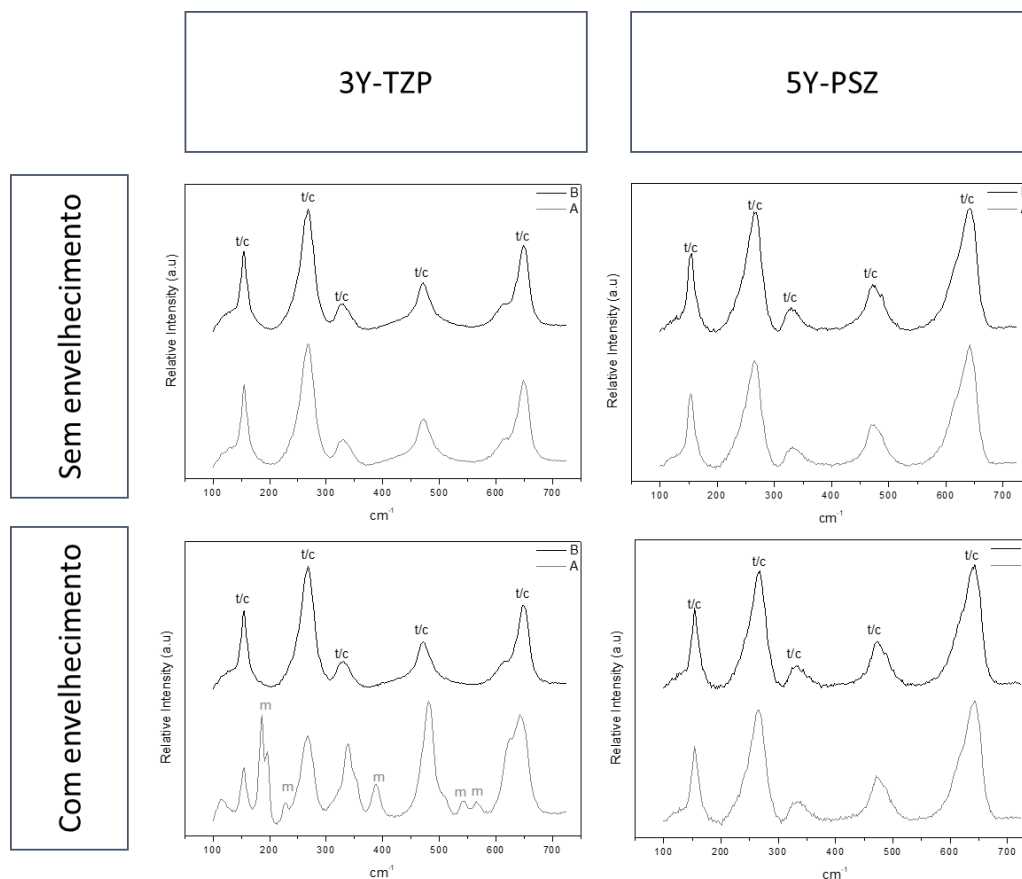 3Y-TZP
5Y-PSZ
Sem envelhecimento
t/c
t/c
t/c
t/c
t/c
B
A
Relative Intensity (a.u)
100 200 300 400 500 600 700
cm-1
t/c
t/c
t/c
t/c
t/c
A
Relative Intensity (a.u)
100 200 300 400 500 600 700
cm-1
Com envelhecimento
t/c
t/c
t/c
t/c
t/c
B
A
m
m
m
m
m
Relative Intensity (a.u)
100 200 300 400 500 600 700
cm-1
t/c
t/c
t/c
t/c
t/c
Relative Intensity (a.u)
100 200 300 400 500 600 700
cm-1